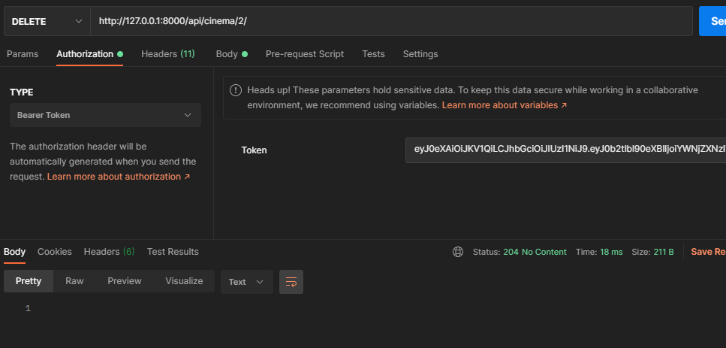 DELETE http://127.0.0.1:8000/api/cinema/2/
Params Authorization Headers (11) Body Pre-request Script Tests Settings
TYPE
Bearer Token
The authorization header will be
automatically generated when you send the
request. Learn more about authorization ↗
Heads up! These parameters hold sensitive data. To keep this data secure while working in a collaborative
environment, we recommend using variables. Learn more about variables ↗
Token
Body Cookies Headers (6) Test Results Status: 204 No Content Time: 18 ms Size: 211 B Save Re
Pretty Raw Preview Visualize Text
1